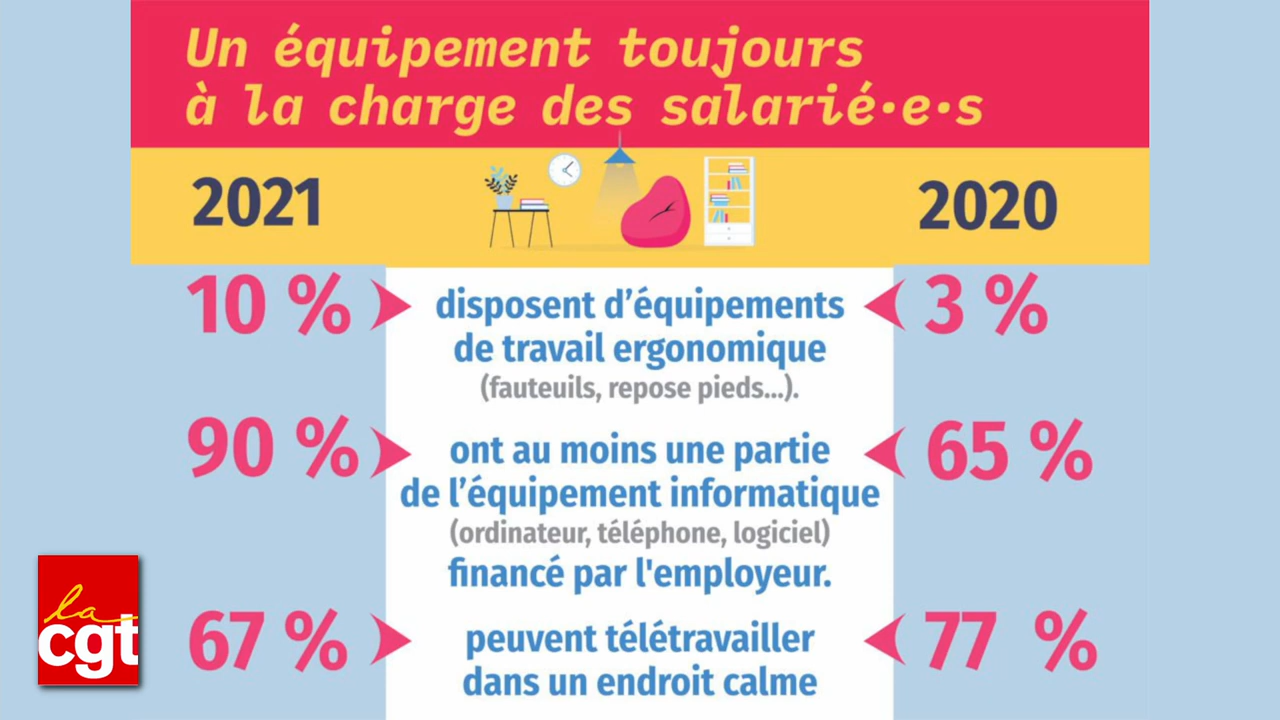 Un équipement toujours
à la charge des salarié·e·s
2021
2020
10 %
disposent d’équipements
de travail ergonomique
(fauteuils, repose pieds...).
3 %
90 %
ont au moins une partie
de l’équipement informatique
(ordinateur, téléphone, logiciel)
financé par l'employeur.
65 %
67 %
peuvent télétravailler
dans un endroit calme
77 %
la
cgt